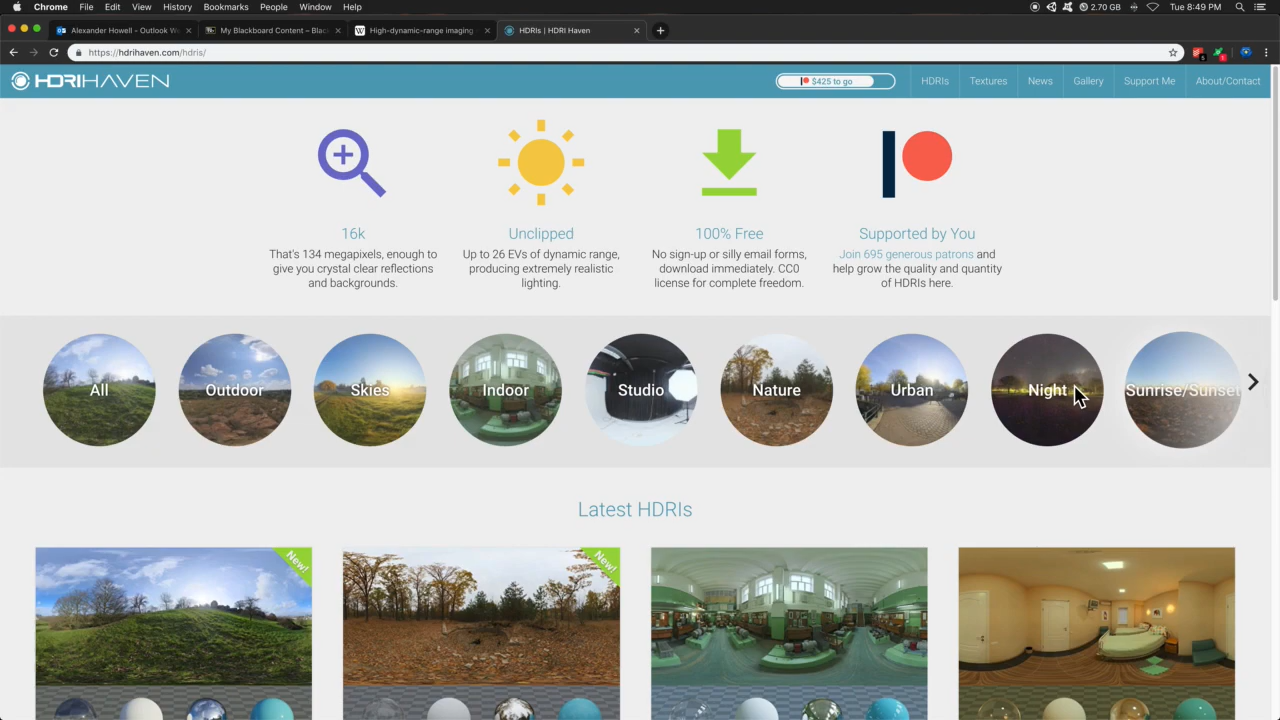 Chrome File Edit View History Bookmarks People Window Help 2.70 GB Tue 8:49 PM
Alexander Howell - Outlook W
My Blackboard Content – Blac
High-dynamic-range imaging
HDRIs | HDRI Haven
https://hdrihaven.com/hdris/
HDRIHAVEN
$425 to go
HDRIs Textures News Gallery Support Me About/Contact
16k
That's 134 megapixels, enough to
give you crystal clear reflections
and backgrounds.
Unclipped
Up to 26 EVs of dynamic range,
producing extremely realistic
lighting.
100% Free
No sign-up or silly email forms,
download immediately. CC0
license for complete freedom.
Supported by You
Join 695 generous patrons and
help grow the quality and quantity
of HDRIs here.
All Outdoor Skies Indoor Studio Nature Urban Night Sunrise/Sunset
Latest HDRIs
New!
New!